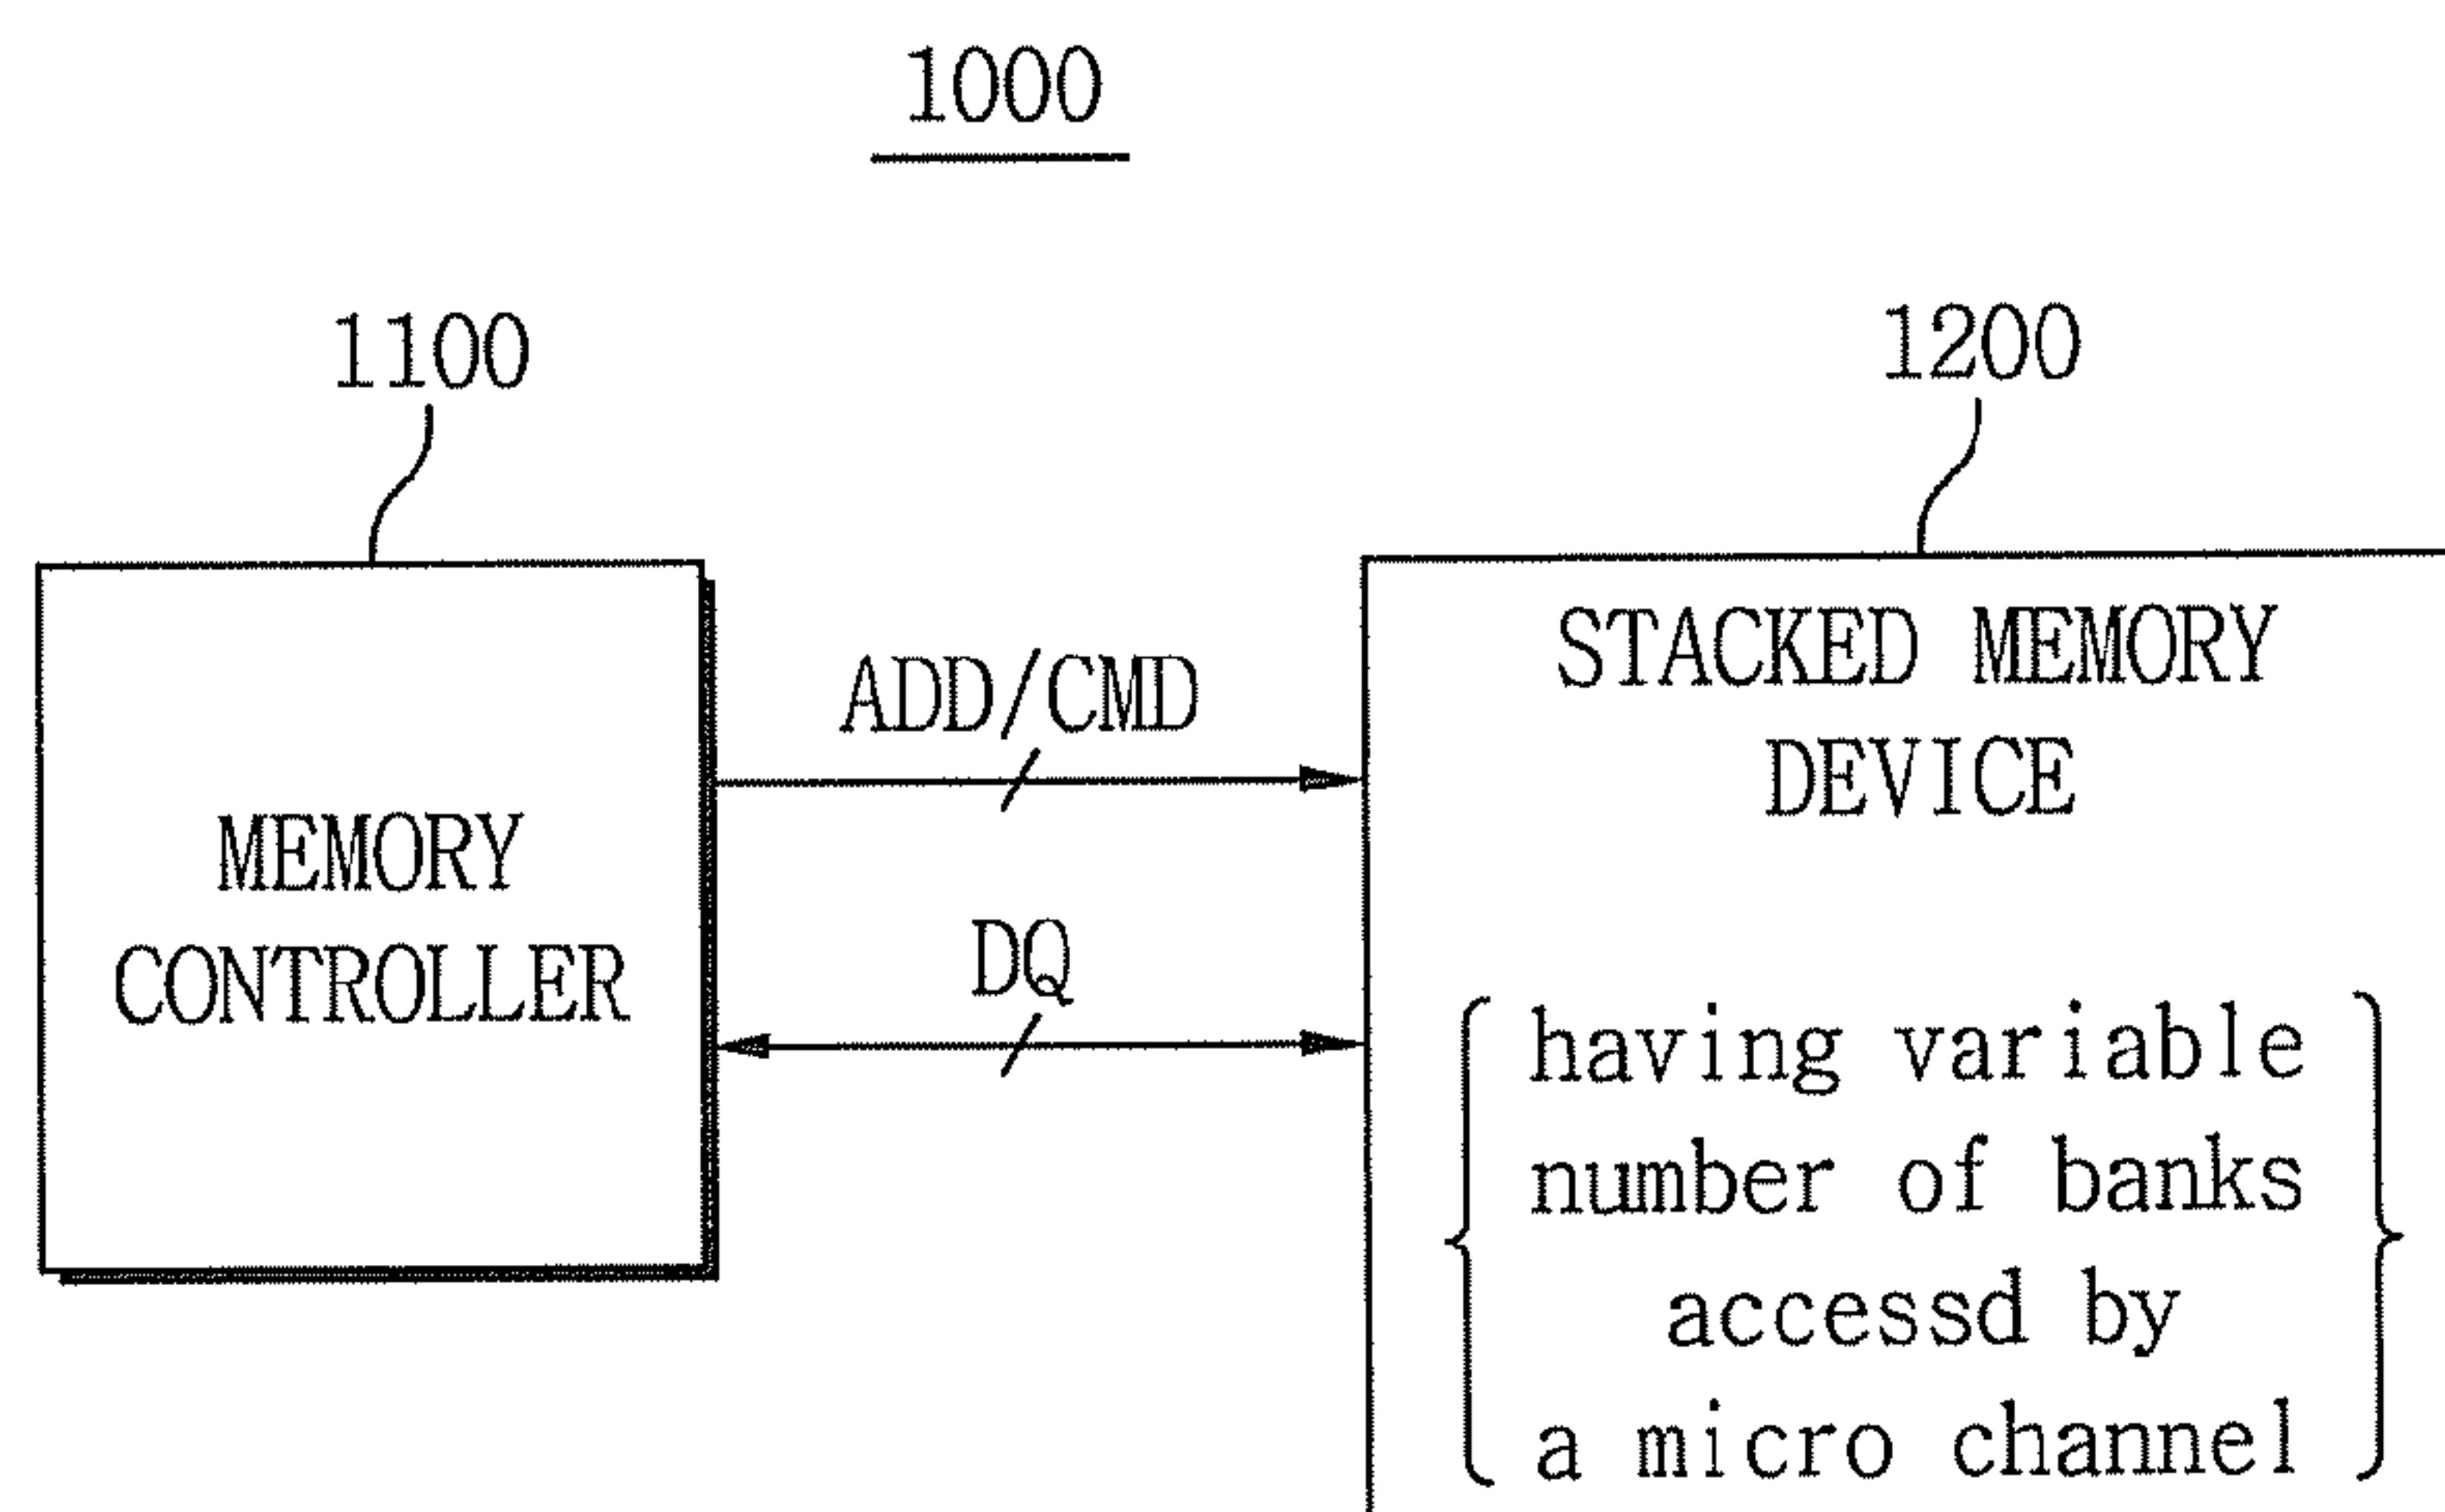 1000
1100
1200
MEMORY
CONTROLLER
ADD/CMD
DQ
STACKED MEMORY
DEVICE
having variable
number of banks
accessd by
a micro channel